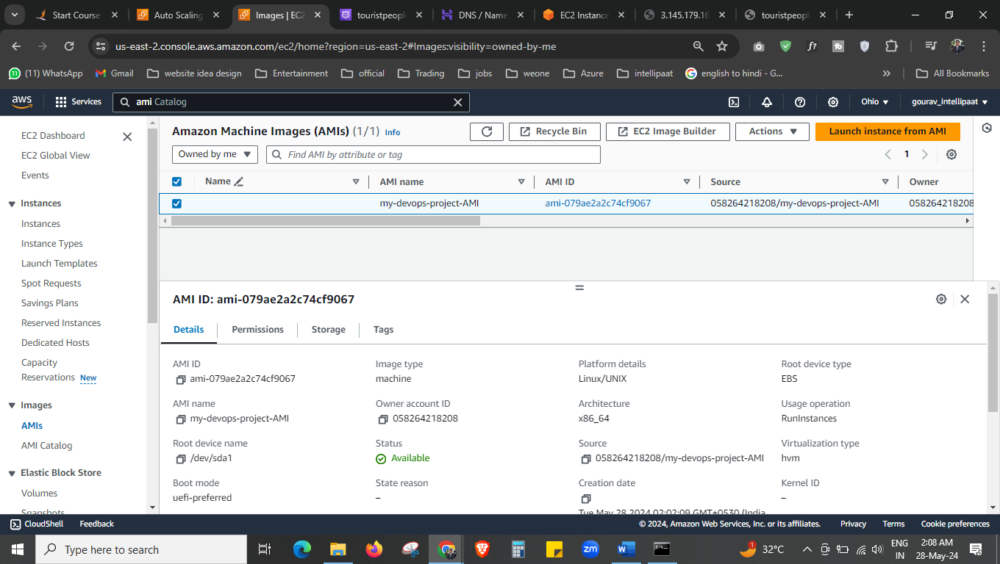 Start Course
Auto Scaling
Images | EC2
touristpeopl
DNS / Name
EC2 Instance
3.145.179.16
touristpeopl
us-east-2.console.aws.amazon.com/ec2/home?region=us-east-2#Images:visibility=owned-by-me
(11) WhatsApp
Gmail
website idea design
Entertainment
official
Trading
jobs
weone
Azure
intellipaat
english to hindi - G...
All Bookmarks
aws
Services
ami Catalog
Ohio
gourav_intellipaat
EC2 Dashboard
EC2 Global View
Events
Instances
Instances
Instance Types
Launch Templates
Spot Requests
Savings Plans
Reserved Instances
Dedicated Hosts
Capacity
Reservations New
Images
AMIs
AMI Catalog
Elastic Block Store
Volumes
Snapshots
Amazon Machine Images (AMIs) (1/1) Info
Recycle Bin
EC2 Image Builder
Actions
Launch instance from AMI
Owned by me
Find AMI by attribute or tag
1
Name
AMI name
AMI ID
Source
Owner
my-devops-project-AMI
ami-079ae2a2c74cf9067
058264218208/my-devops-project-AMI
058264218208
AMI ID: ami-079ae2a2c74cf9067
Details
Permissions
Storage
Tags
AMI ID
ami-079ae2a2c74cf9067
Image type
machine
Platform details
Linux/UNIX
Root device type
EBS
AMI name
my-devops-project-AMI
Owner account ID
058264218208
Architecture
x86_64
Usage operation
RunInstances
Root device name
/dev/sda1
Status
Available
Source
058264218208/my-devops-project-AMI
Virtualization type
hvm
Boot mode
uefi-preferred
State reason
–
Creation date
Tue May 28 2024 02:02:09 GMT+0530 (India
Kernel ID
–
CloudShell
Feedback
© 2024, Amazon Web Services, Inc. or its affiliates.
Privacy
Terms
Cookie preferences
Type here to search
zm
1
32°C
ENG
IN
2:08 AM
28-May-24